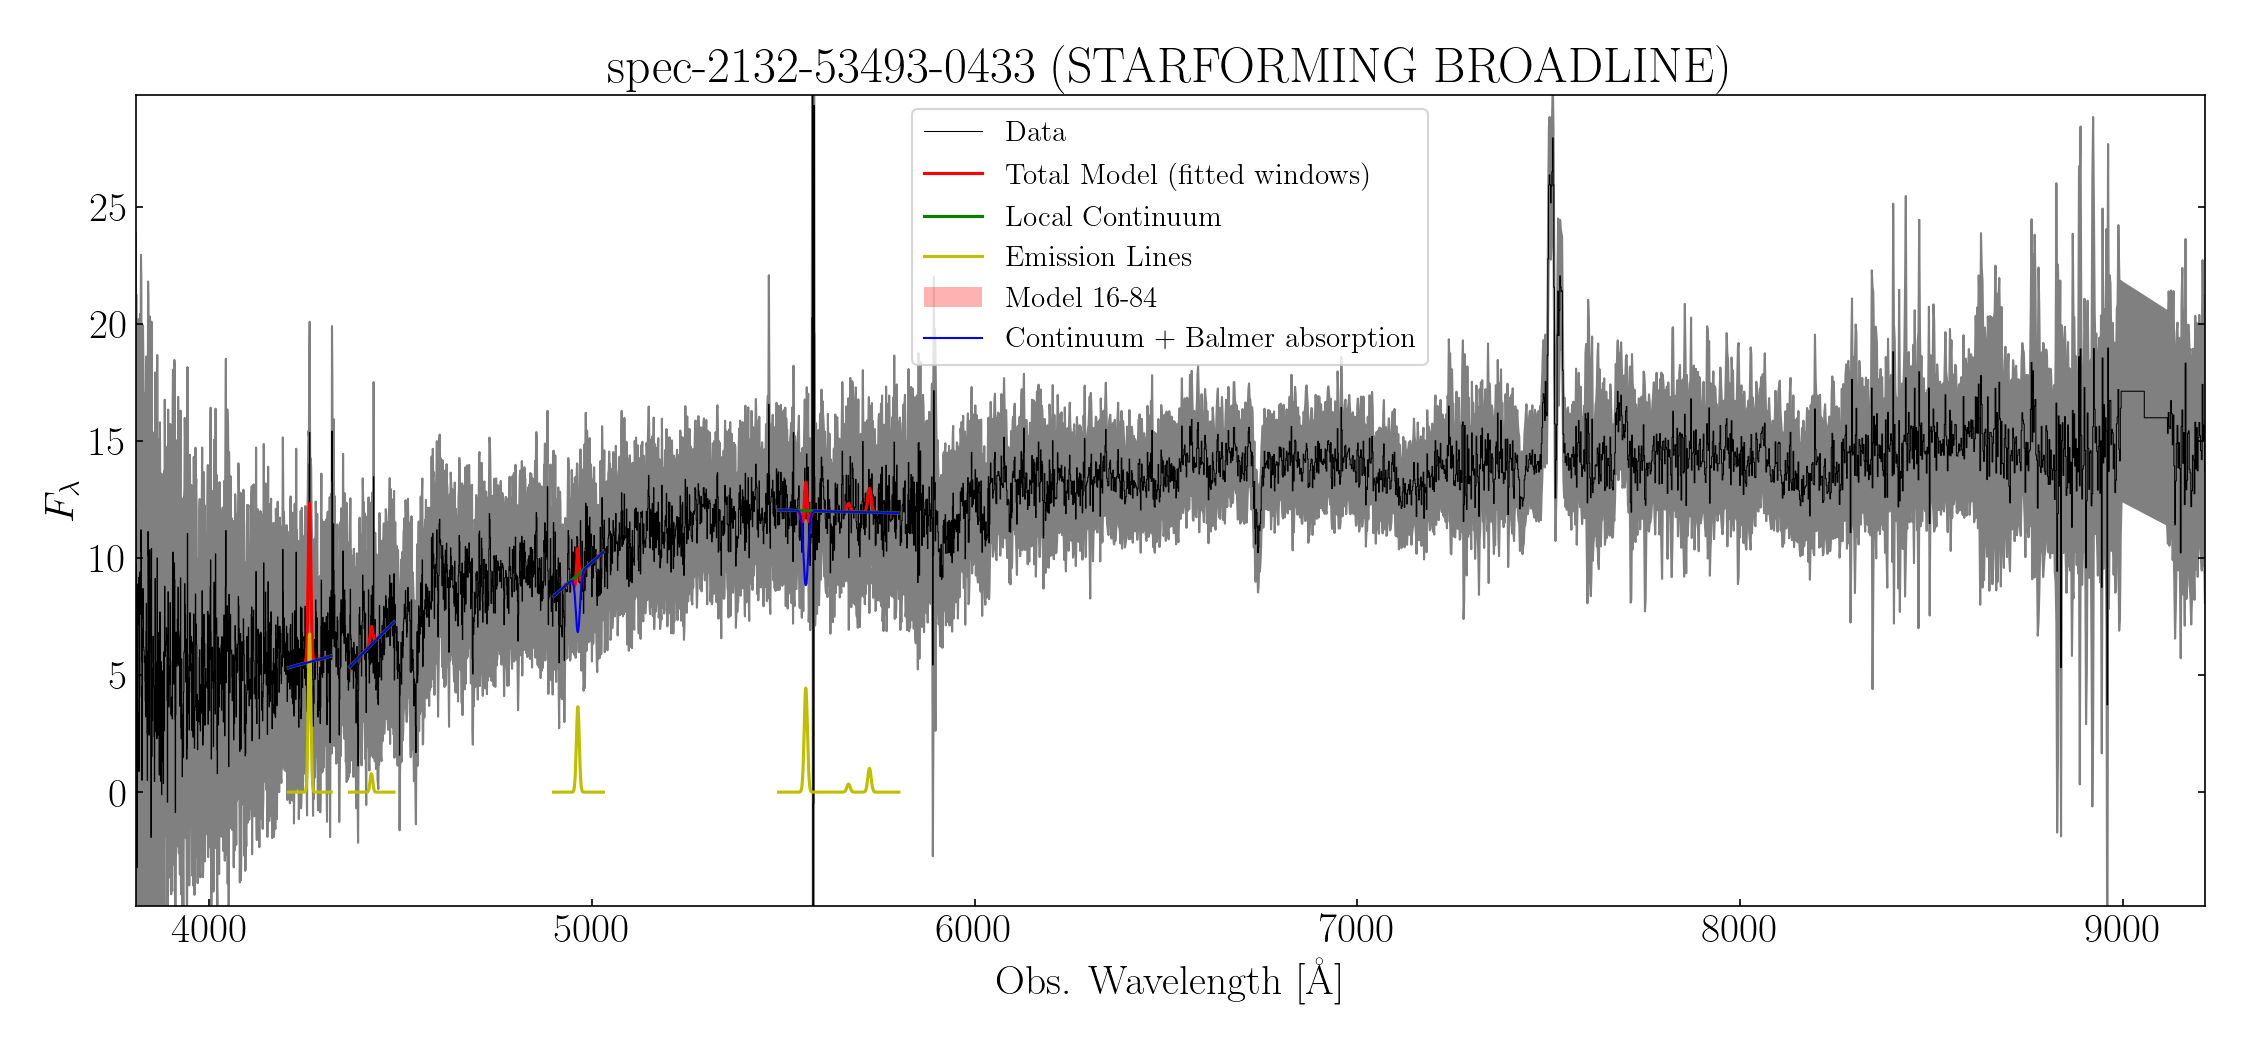 spec-2132-53493-0433 (STARFORMING BROADLINE)
Data
Total Model (fitted windows)
Local Continuum
Emission Lines
Model 16-84
Continuum + Balmer absorption
25
20
15
10
5
0
F_λ
4000 5000 6000 7000 8000 9000
Obs. Wavelength [Å]